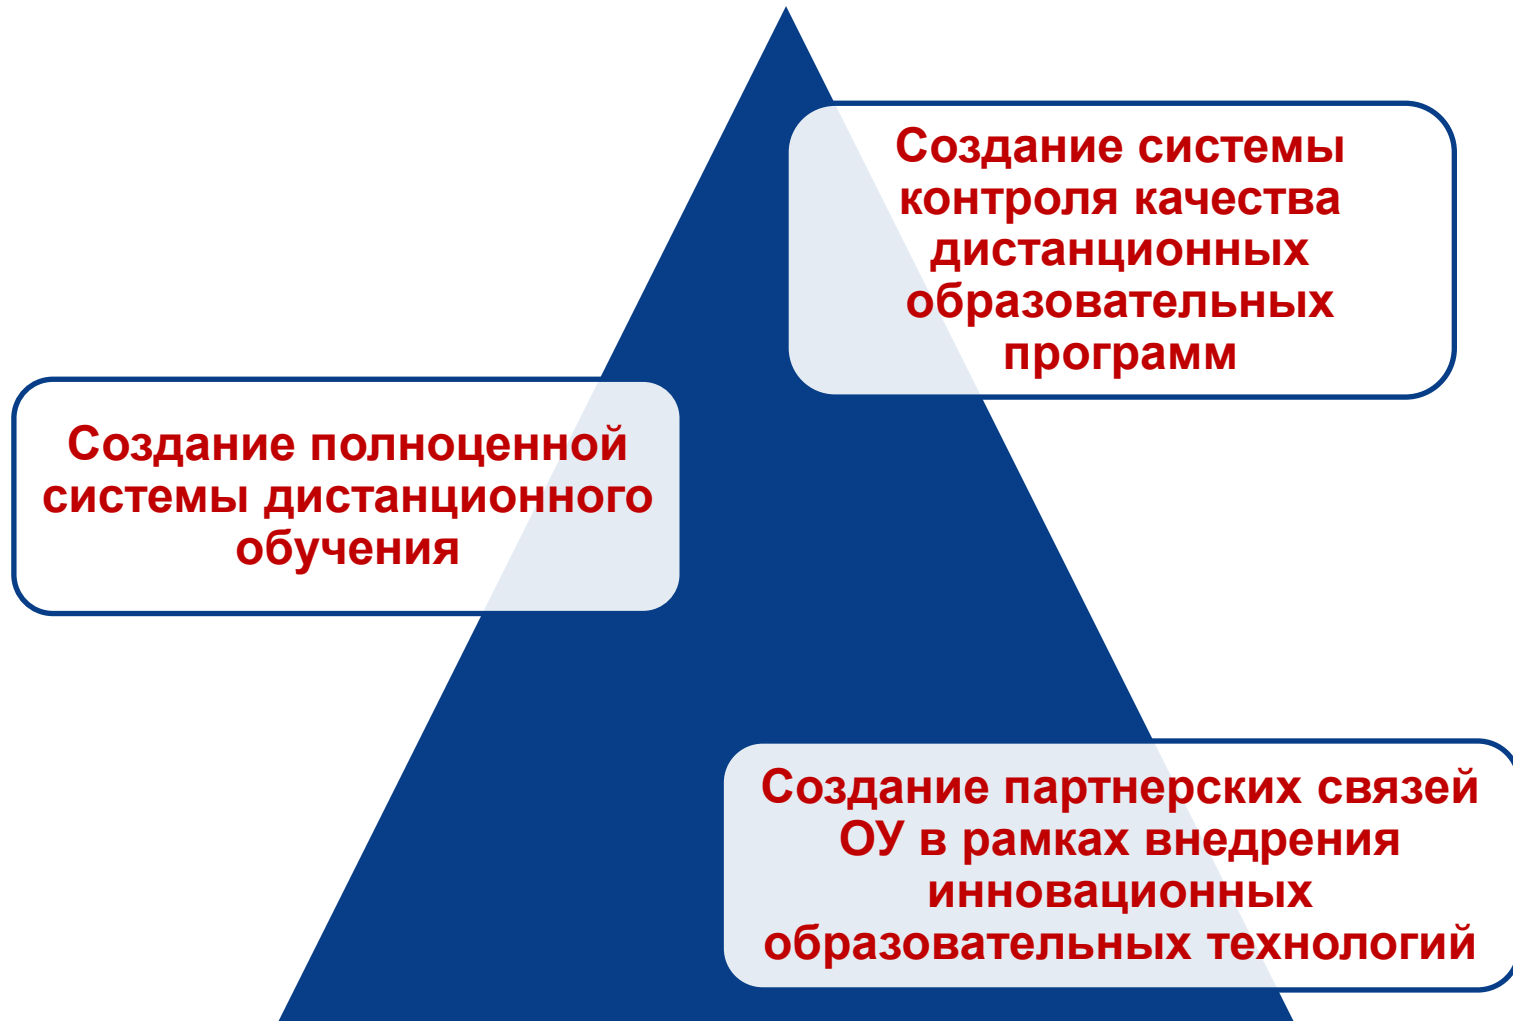 Создание системы
контроля качества
дистанционных
образовательных
программ
Создание полноценной
системы дистанционного
обучения
Создание партнерских связей
ОУ в рамках внедрения
инновационных
образовательных технологий